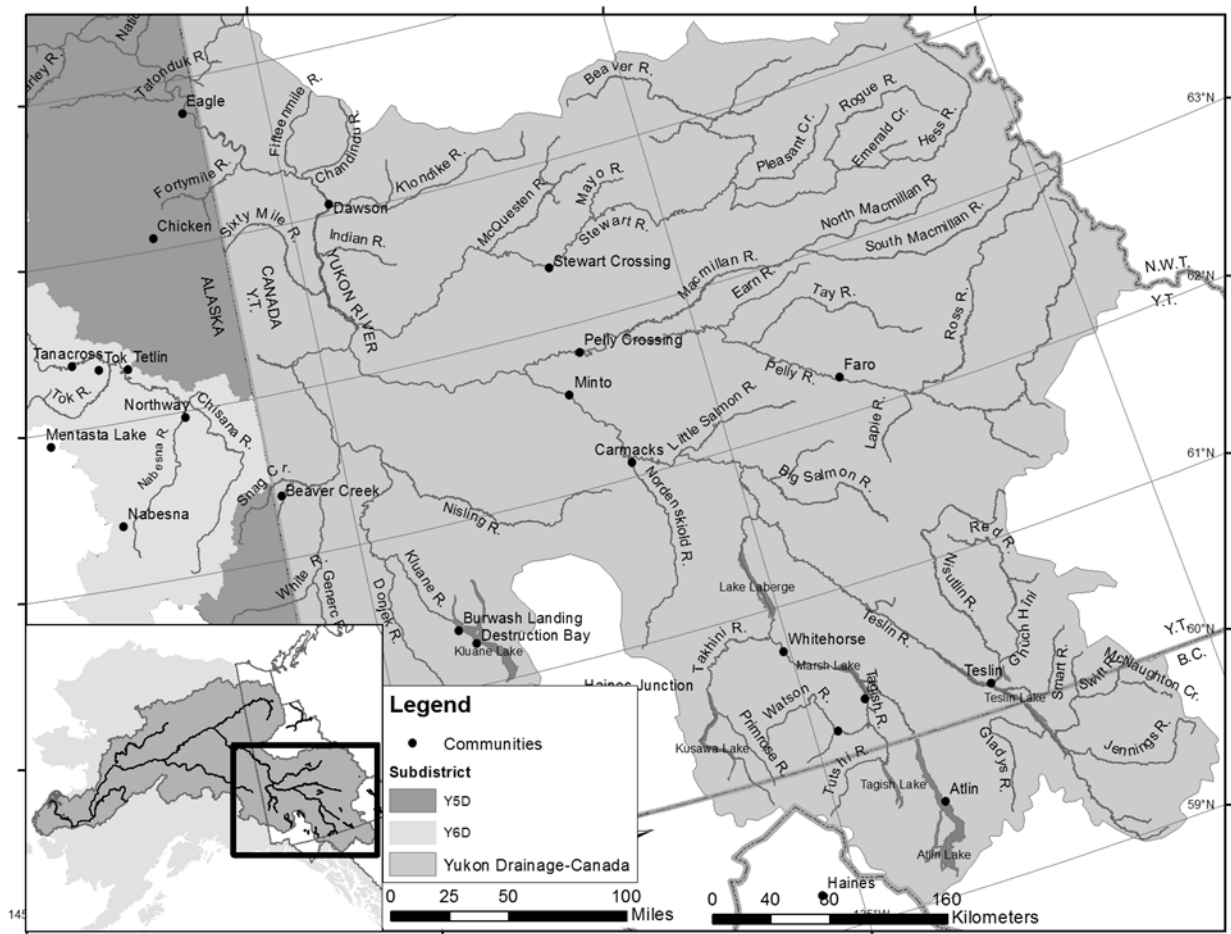 Natio
arley R.
Tatonduk R.
Eagle
Fifteenmile R.
Chandindu R.
Klondike R.
Fortymile R.
Chicken
Sixty Mile R.
Dawson
Indian R.
YUKON RIVER
CANADA
Y.T.
ALASKA
Beaver R.
McQuesten R.
Mayo R.
Stewart R.
Stewart Crossing
Pleasant Cr.
Rogue R.
Emerald Cr.
Hess R.
North Macmillan R.
South Macmillan R.
Macmillan R.
Earn R.
Tay R.
Ross R.
63°N
N.W.T.
62°N
Y.T.
Tanacross
Tok
Tetlin
Tok R.
Northway
Chisana R.
Mentasta Lake
Nabesna R.
Nabesna
Snag Cr.
Beaver Creek
White R.
Generc R.
Donjek R.
Kluane R.
Nisling R.
Pelly Crossing
Minto
Pelly R.
Faro
Lapie R.
Little Salmon R.
Carmacks
Nordenskiold R.
Big Salmon R.
61°N
Burwash Landing
Destruction Bay
Kluane Lake
Haines Junction
Lake Laberge
Takhini R.
Whitehorse
Marsh Lake
Tagish R.
Watson R.
Primrose R.
Kusawa Lake
Tutshi R.
Tagish Lake
Atlin
Atlin Lake
Teslin R.
Red R.
Nisutlin R.
Ghuch Hini
Teslin
Teslin Lake
Smart R.
Swift R.
McNaughton Cr.
Jennings R.
Gladys R.
Y.T.
60°N
B.C.
59°N
Haines
145
Legend
Communities
Subdistrict
Y5D
Y6D
Yukon Drainage-Canada
0 25 50 100
Miles
0 40 80 160
Kilometers